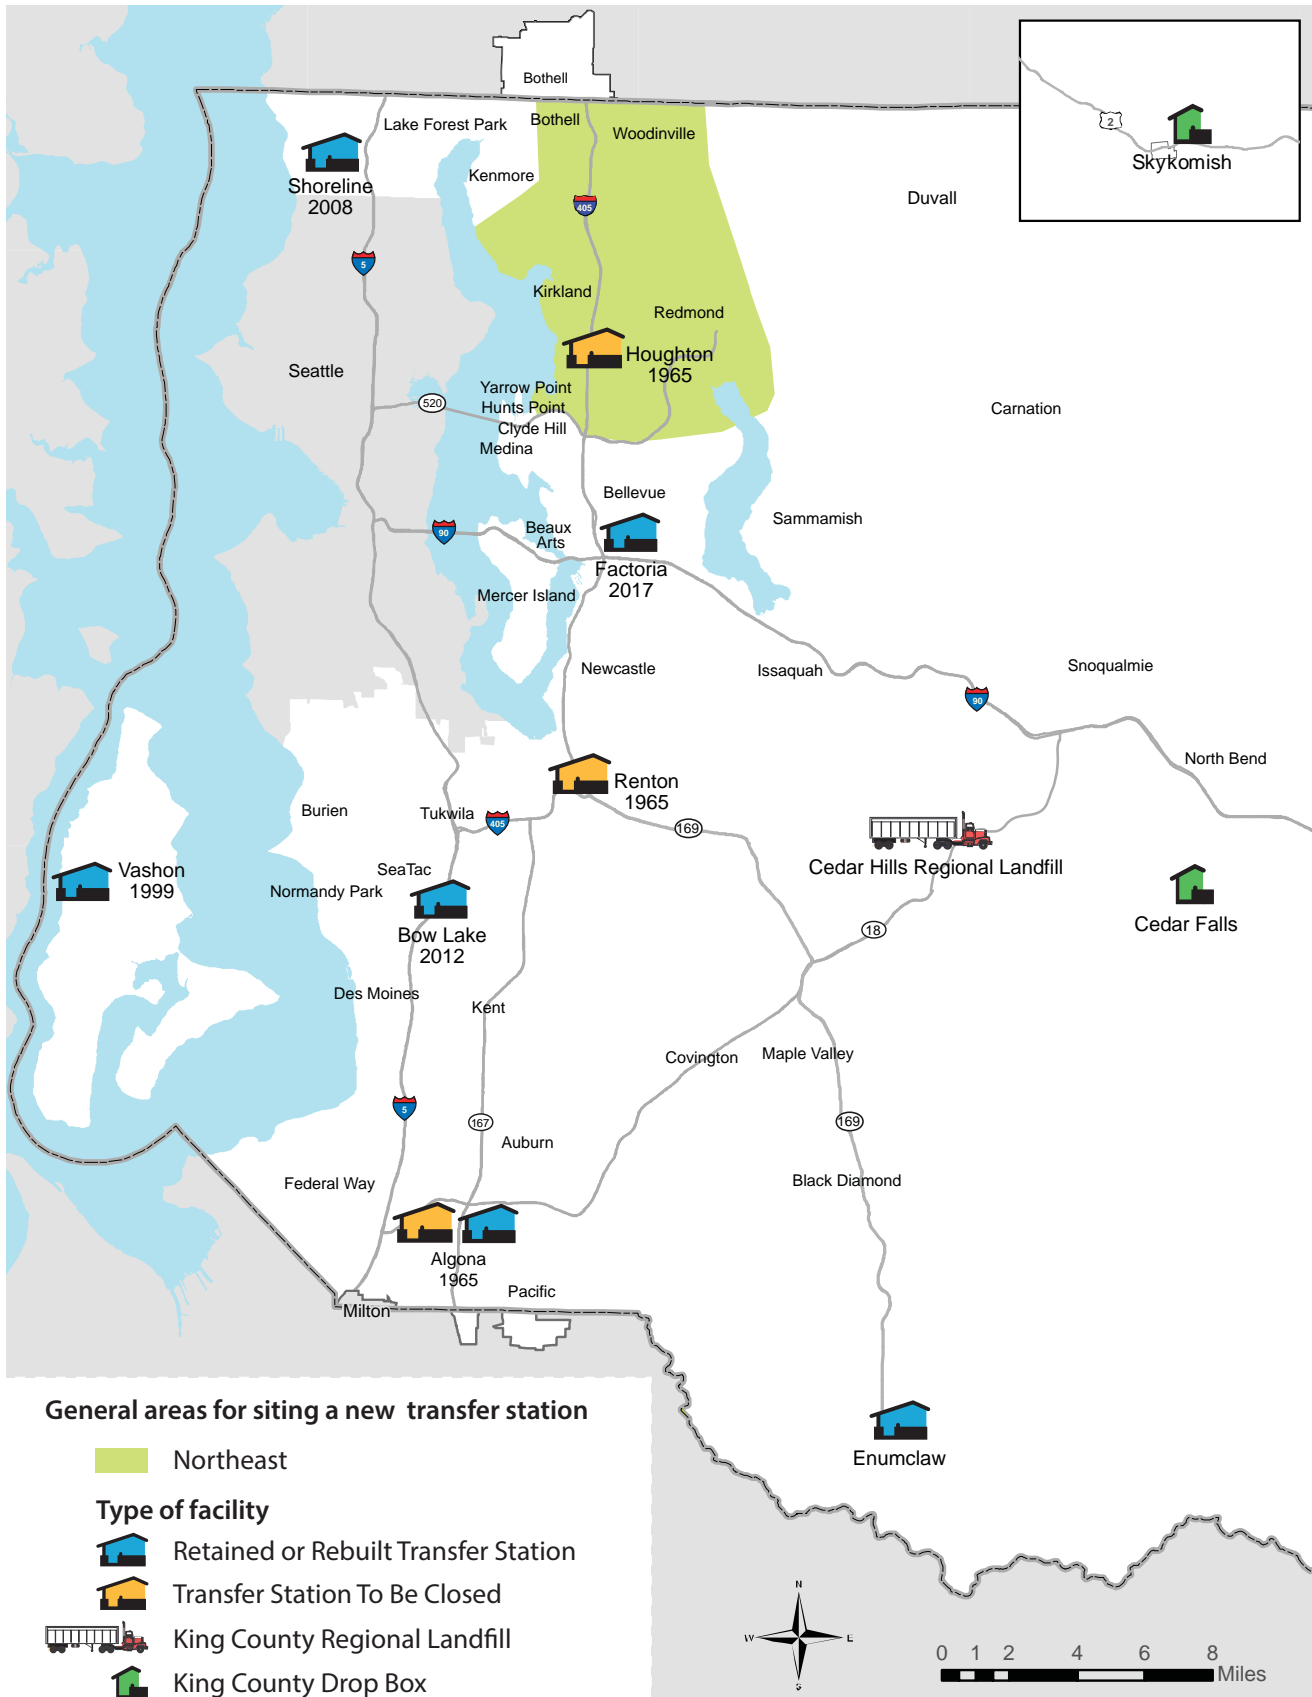 Bothell
Lake Forest Park
Bothell
Woodinville
Shoreline
2008
Kenmore
405
Duvall
2
Skykomish
5
Kirkland
Redmond
Houghton
1965
Seattle
Yarrow Point
Hunts Point
520
Clyde Hill
Medina
Carnation
Bellevue
Sammamish
90
Beaux
Arts
Factoria
2017
Mercer Island
Newcastle
Issaquah
Snoqualmie
90
North Bend
Renton
1965
Burien
Tukwila
405
169
Cedar Hills Regional Landfill
Vashon
1999
SeaTac
Normandy Park
Bow Lake
2012
18
Cedar Falls
Des Moines
Kent
Covington
Maple Valley
5
167
169
Auburn
Federal Way
Black Diamond
Algona
1965
Pacific
Milton
Enumclaw
General areas for siting a new transfer station
Northeast
Type of facility
Retained or Rebuilt Transfer Station
Transfer Station To Be Closed
King County Regional Landfill
King County Drop Box
N
W
E
S
0 1 2 4 6 8
Miles